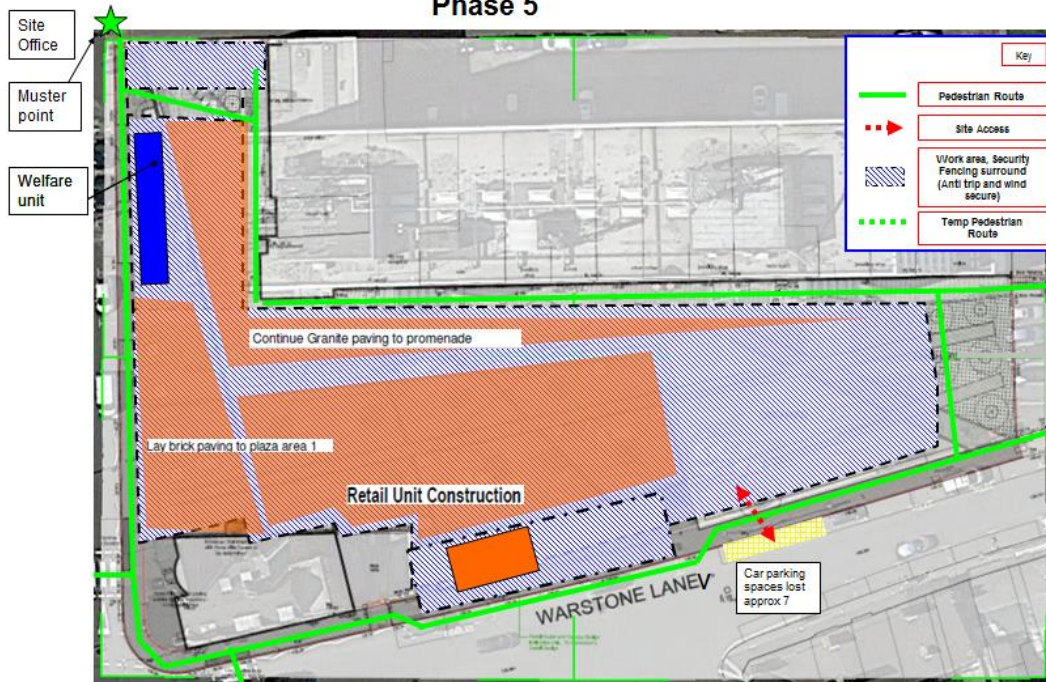 Phase 5
Site
Office
Muster
point
Welfare
unit
Key
Pedestrian Route
Site Access
Work area, Security
Fencing surround
(Anti trip and wind
secure)
Temp Pedestrian
Route
Continue Granite paving to promenade
Lay brick paving to plaza area 1
Retail Unit Construction
WARSTONE LANE
Car parking
spaces lost
approx 7